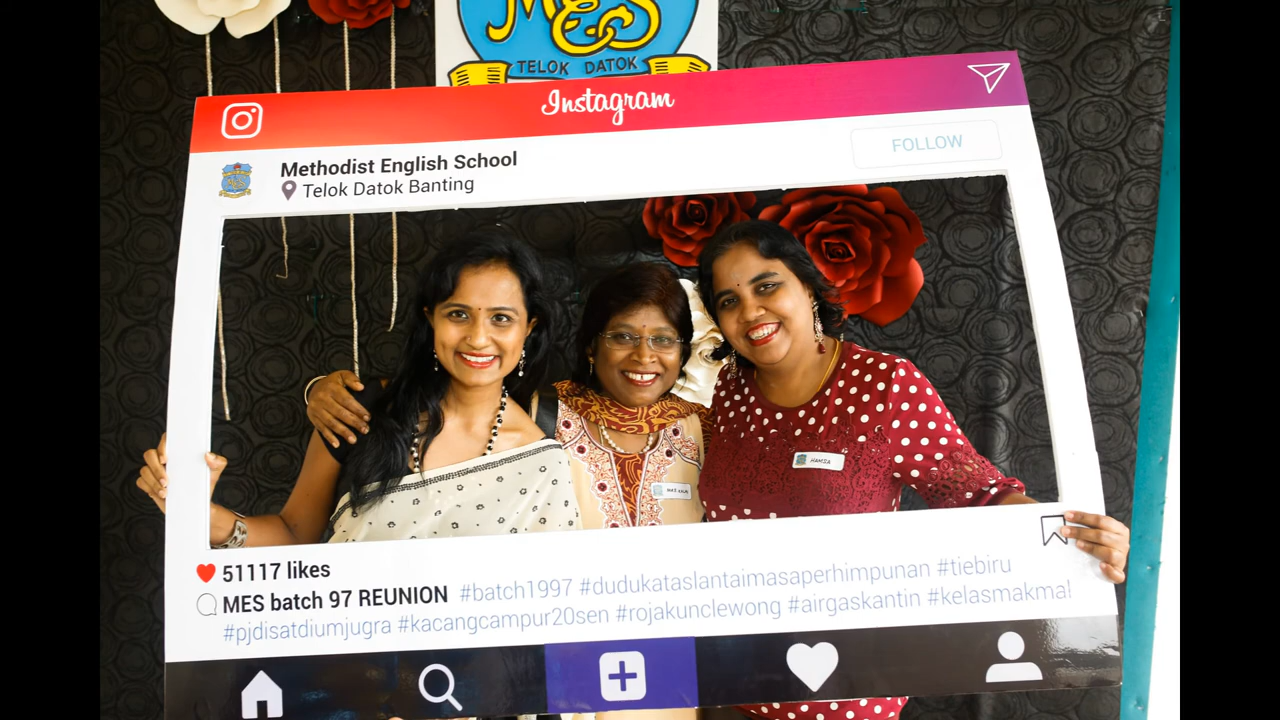 MES
TELOK DATOK
Instagram
Methodist English School
FOLLOW
Telok Datok Banting
HAMSA
51117 likes
MES batch 97 REUNION #batch1997 #dudukataslantaimasaperhimpunan #tiebiru
#pjdisatdiumjugra #kacangcampur20sen #rojakunclewong #airgaskantin #kelasmakmal